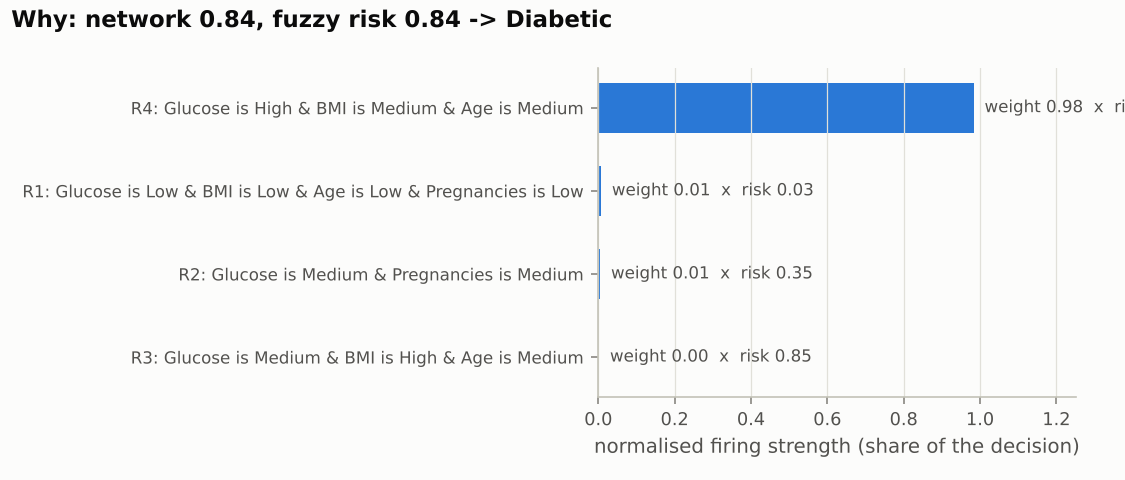 Why: network 0.84, fuzzy risk 0.84 -> Diabetic
R4: Glucose is High & BMI is Medium & Age is Medium
weight 0.98 x
R1: Glucose is Low & BMI is Low & Age is Low & Pregnancies is Low
weight 0.01 x risk 0.03
R2: Glucose is Medium & Pregnancies is Medium
weight 0.01 x risk 0.35
R3: Glucose is Medium & BMI is High & Age is Medium
weight 0.00 x risk 0.85
0.0 0.2 0.4 0.6 0.8 1.0 1.2
normalised firing strength (share of the decision)